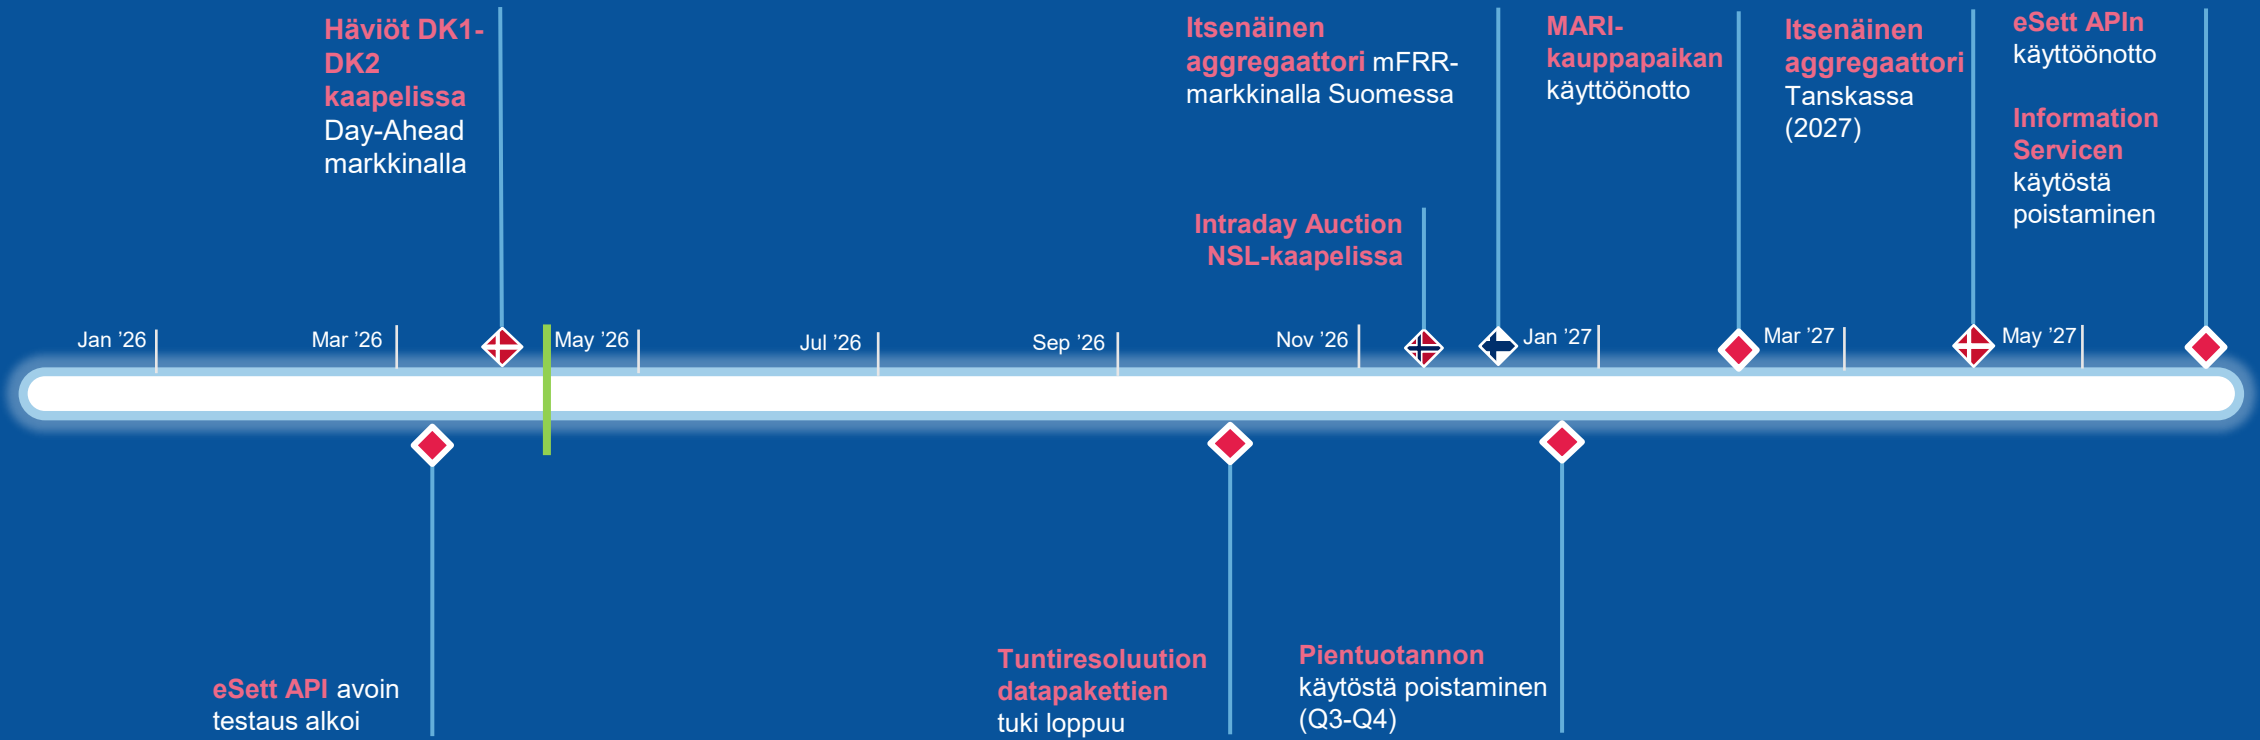 Häviöt DK1-
DK2
kaapelissa
Day-Ahead
markkinalla
Itsenäinen
aggregaattori mFRR-
markkinalla Suomessa
MARI-
kauppapaikan
käyttöönotto
Itsenäinen
aggregaattori
Tanskassa
(2027)
eSett APIn
käyttöönotto
Information
Servicen
käytöstä
poistaminen
Intraday Auction
NSL-kaapelissa
Jan '26
Mar '26
May '26
Jul '26
Sep '26
Nov '26
Jan '27
Mar '27
May '27
eSett API avoin
testaus alkoi
Tuntiresoluution
datapakettien
tuki loppuu
Pientuotannon
käytöstä poistaminen
(Q3-Q4)